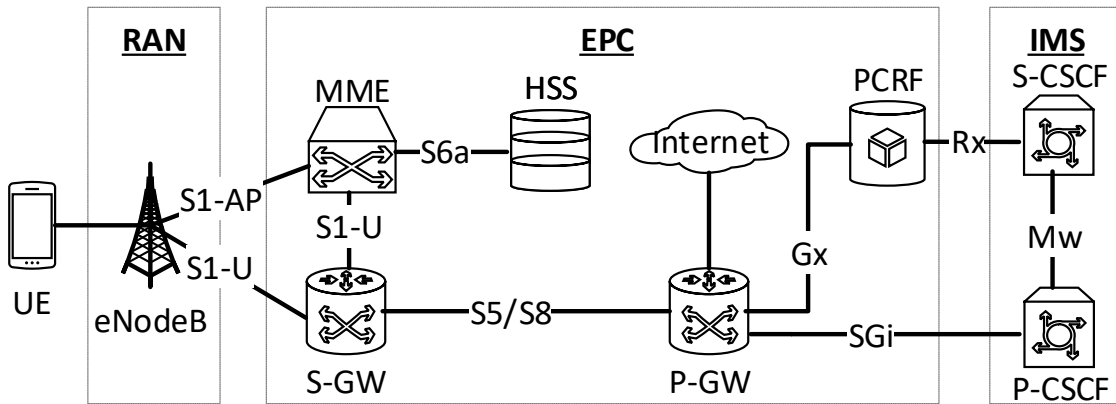 RAN
EPC
IMS
S-CSCF
MME
HSS
PCRF
Internet
S6a
Rx
S1-AP
S1-U
Mw
S1-U
Gx
UE
eNodeB
S5/S8
SGi
S-GW
P-GW
P-CSCF